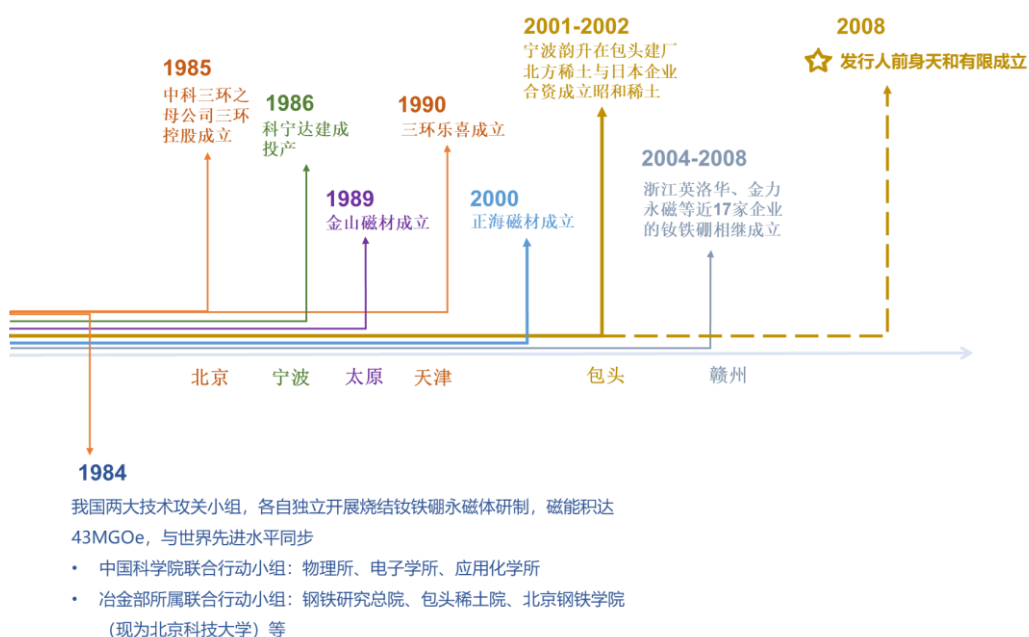 1985
中科三环之
母公司三环
控股成立
1986
科宁达建成
投产
1989
金山磁材成立
1990
三环乐喜成立
2000
正海磁材成立
2001-2002
宁波韵升在包头建厂
北方稀土与日本企业
合资成立昭和稀土
2004-2008
浙江英洛华、金力
永磁等近17家企业
的钕铁硼相继成立
2008
发行人前身天和有限成立
北京
宁波
太原
天津
包头
赣州
1984
我国两大技术攻关小组，各自独立开展烧结钕铁硼永磁体研制，磁能积达
43MGOe，与世界先进水平同步
• 中国科学院联合行动小组：物理所、电子学所、应用化学所
• 冶金部所属联合行动小组：钢铁研究总院、包头稀土院、北京钢铁学院
（现为北京科技大学）等